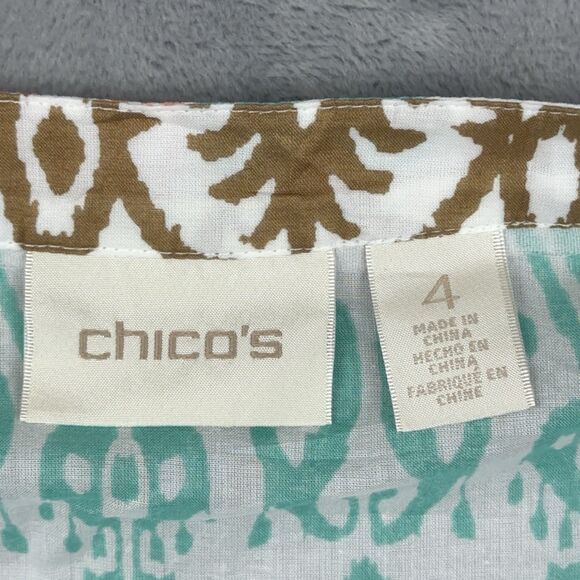 chico's
4
MADE IN
CHINA
HECHO EN
CHINA
FABRIQUÉ EN
CHINE